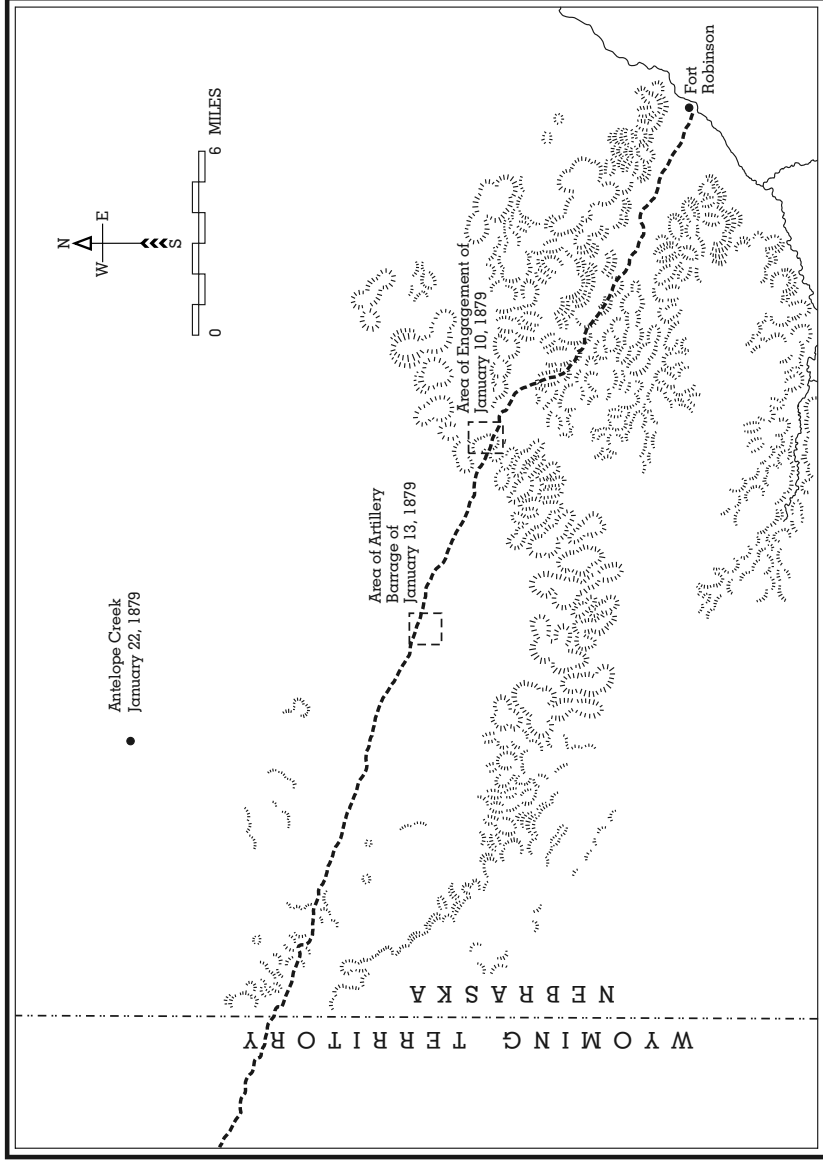 N
W
E
S
0
6
MILES
Antelope Creek
January 22, 1879
Area of Artillery
Barrage of
January 13, 1879
Area of Engagement of
January 10, 1879
Fort
Robinson
NEBRASKA
WYOMING TERRITORY